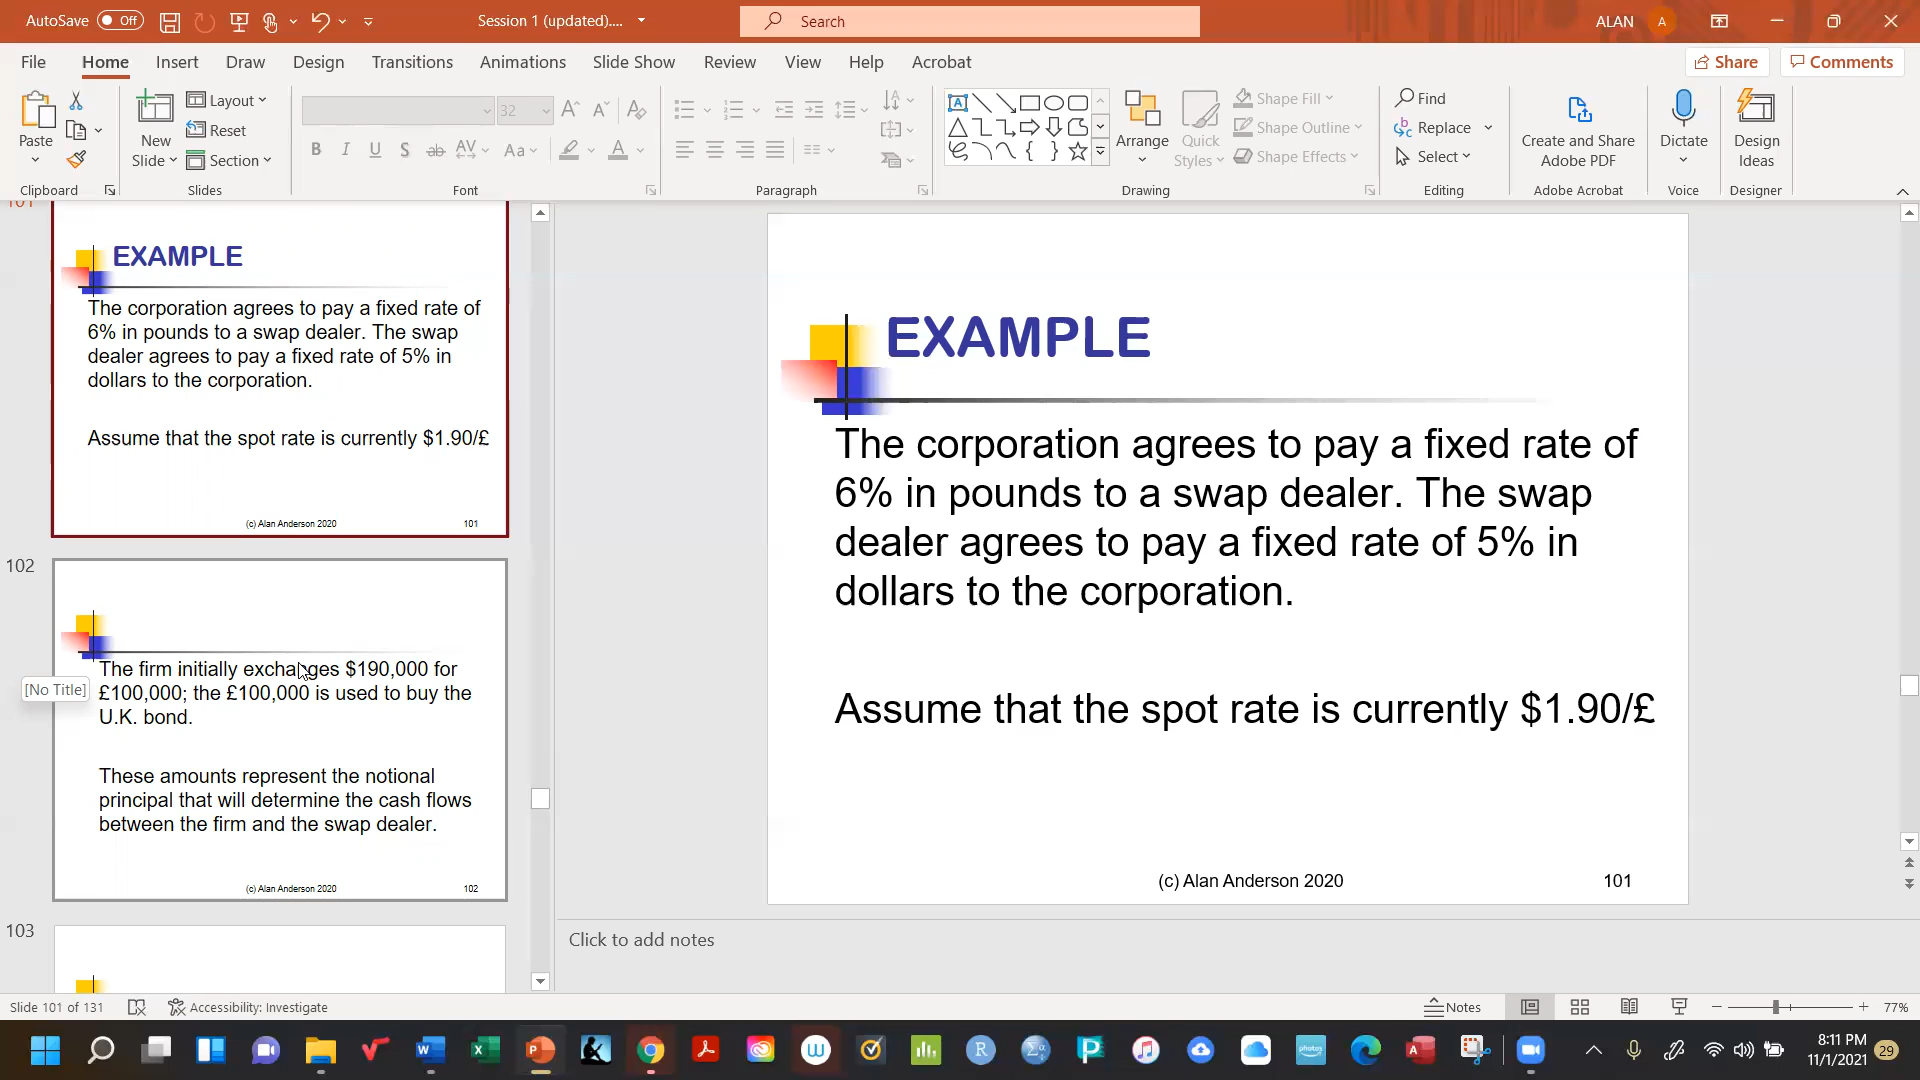 AutoSave Off Session 1 (updated).... Search ALAN A
File Home Insert Draw Design Transitions Animations Slide Show Review View Help Acrobat Share Comments
Paste
New
Slide
Layout
Reset
Section
32
B I U S ab AV Aa A
Arrange
Quick
Styles
Shape Fill
Shape Outline
Shape Effects
Find
Replace
Select
Create and Share
Adobe PDF
Dictate
Design
Ideas
Clipboard Slides Font Paragraph Drawing Editing Adobe Acrobat Voice Designer
101
EXAMPLE
The corporation agrees to pay a fixed rate of
6% in pounds to a swap dealer. The swap
dealer agrees to pay a fixed rate of 5% in
dollars to the corporation.
Assume that the spot rate is currently $1.90/£
(c) Alan Anderson 2020 101
102
The firm initially exchanges $190,000 for
£100,000; the £100,000 is used to buy the
U.K. bond.
[No Title]
These amounts represent the notional
principal that will determine the cash flows
between the firm and the swap dealer.
(c) Alan Anderson 2020 102
103
EXAMPLE
The corporation agrees to pay a fixed rate of
6% in pounds to a swap dealer. The swap
dealer agrees to pay a fixed rate of 5% in
dollars to the corporation.
Assume that the spot rate is currently $1.90/£
(c) Alan Anderson 2020 101
Click to add notes
Slide 101 of 131 Accessibility: Investigate Notes 77%
8:11 PM
11/1/2021 29